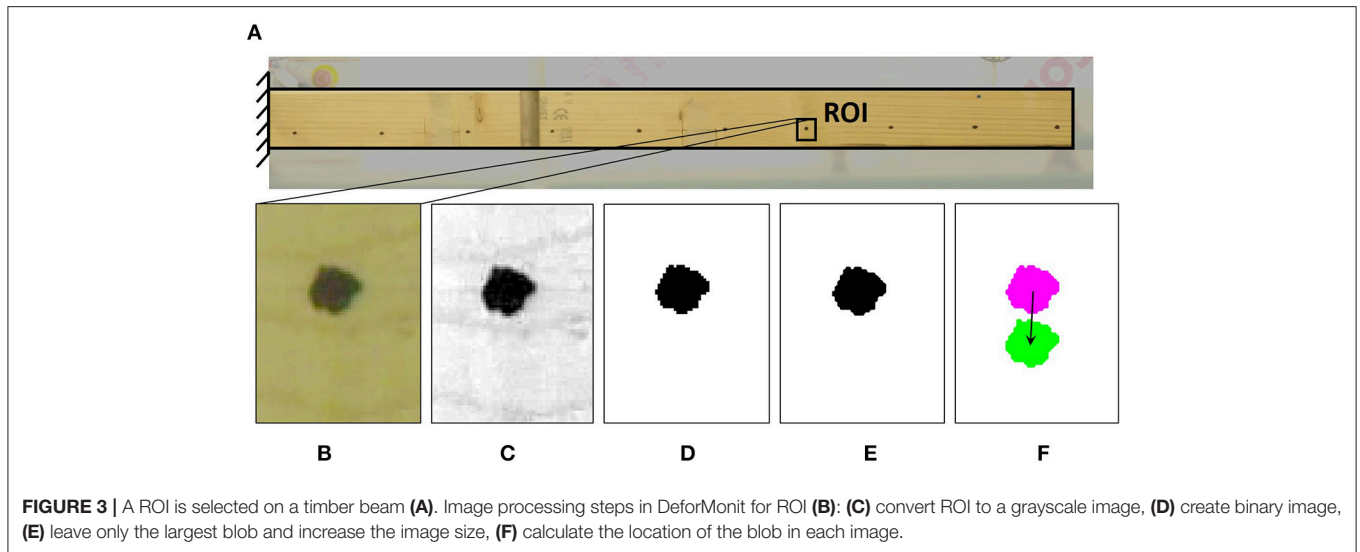 A
ROI
CE
B
C
D
E
F
FIGURE 3 | A ROI is selected on a timber beam (A). Image processing steps in DeforMonit for ROI (B): (C) convert ROI to a grayscale image, (D) create binary image,
(E) leave only the largest blob and increase the image size, (F) calculate the location of the blob in each image.